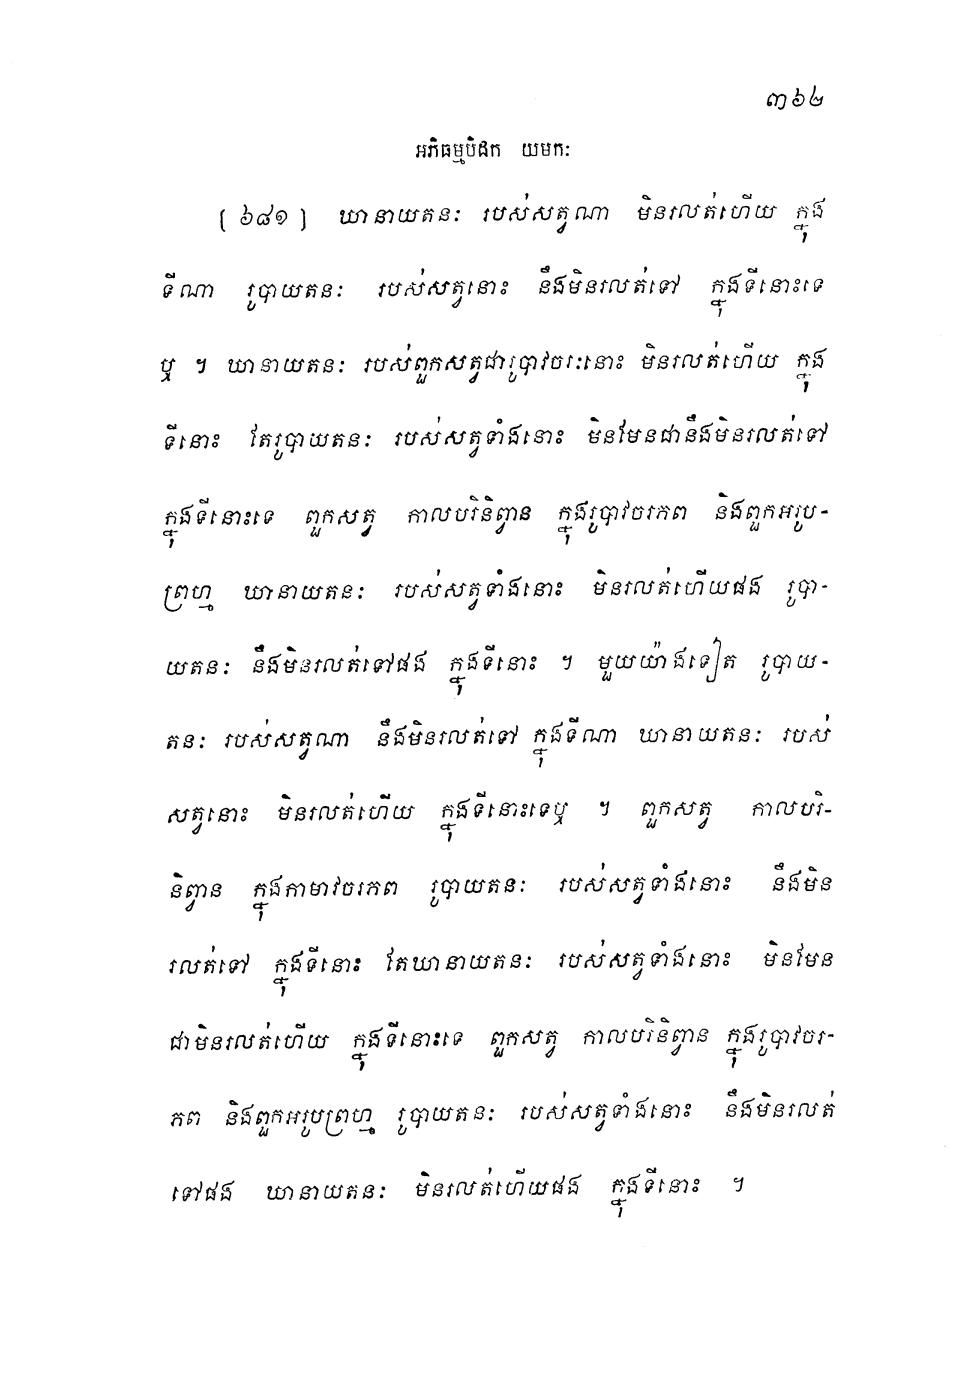 ៣៦២
អភិធម្មបិដក យមកៈ
(៦៨១) ឃានាយតនៈ របស់សត្វណា មិនរលត់ហើយ ក្នុង
ទីណា រូបាយតនៈ របស់សត្វនោះ នឹងមិនរលត់ទៅ ក្នុងទីនោះទេ
ឬ ។ ឃានាយតនៈ របស់ពួកសត្វជារូបាវចរៈនោះ មិនរលត់ហើយ ក្នុង
ទីនោះ តែរូបាយតនៈ របស់សត្វទាំងនោះ មិនមែនជានឹងមិនរលត់ទៅ
ក្នុងទីនោះទេ ពួកសត្វ កាលបរិនិព្វាន ក្នុងរូបាវចរភព និងពួកអរូប-
ព្រហ្ម ឃានាយតនៈ របស់សត្វទាំងនោះ មិនរលត់ហើយផង រូបា-
យតនៈ នឹងមិនរលត់ទៅផង ក្នុងទីនោះ ។ មួយយ៉ាងទៀត រូបាយ-
តនៈ របស់សត្វណា នឹងមិនរលត់ទៅ ក្នុងទីណា ឃានាយតនៈ របស់
សត្វនោះ មិនរលត់ហើយ ក្នុងទីនោះទេឬ ។ ពួកសត្វ កាលបរិ-
និព្វាន ក្នុងកាមាវចរភព រូបាយតនៈ របស់សត្វទាំងនោះ នឹងមិន
រលត់ទៅ ក្នុងទីនោះ តែឃានាយតនៈ របស់សត្វទាំងនោះ មិនមែន
ជាមិនរលត់ហើយ ក្នុងទីនោះទេ ពួកសត្វ កាលបរិនិព្វាន ក្នុងរូបាវចរ-
ភព និងពួកអរូបព្រហ្ម រូបាយតនៈ របស់សត្វទាំងនោះ នឹងមិនរលត់
ទៅផង ឃានាយតនៈ មិនរលត់ហើយផង ក្នុងទីនោះ ។